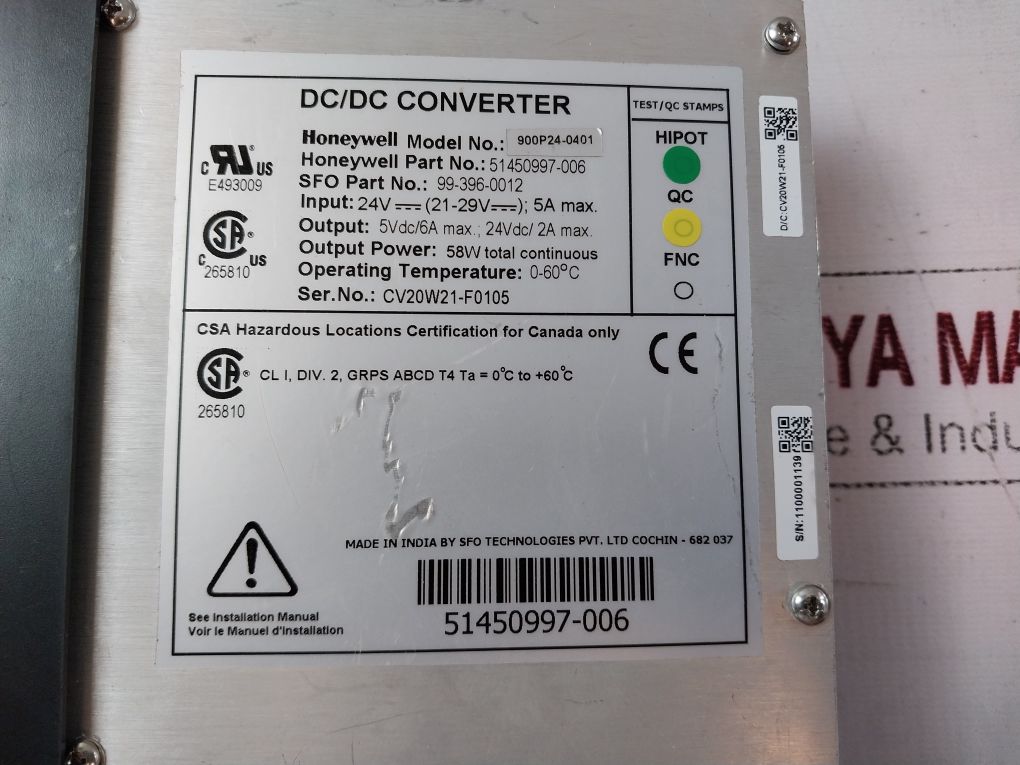 DC/DC CONVERTER
Honeywell Model No.: 900P24-0401
Honeywell Part No.: 51450997-006
SFO Part No.: 99-396-0012
Input: 24V ⎓ (21-29V⎓); 5A max.
Output: 5Vdc/6A max.; 24Vdc/ 2A max.
Output Power: 58W total continuous
Operating Temperature: 0-60°C
Ser.No.: CV20W21-F0105
C RU US
E493009
CSA®
C US
265810
TEST/QC STAMPS
HIPOT
QC
FNC
D/C:CV20W21-F0105
CSA Hazardous Locations Certification for Canada only
CSA® CL I, DIV. 2, GRPS ABCD T4 Ta = 0°C to +60°C
265810
CE
S/N:1100001139
MADE IN INDIA BY SFO TECHNOLOGIES PVT. LTD COCHIN - 682 037
51450997-006
See Installation Manual
Voir le Manuel d'Installation
YA MA
e & Indu